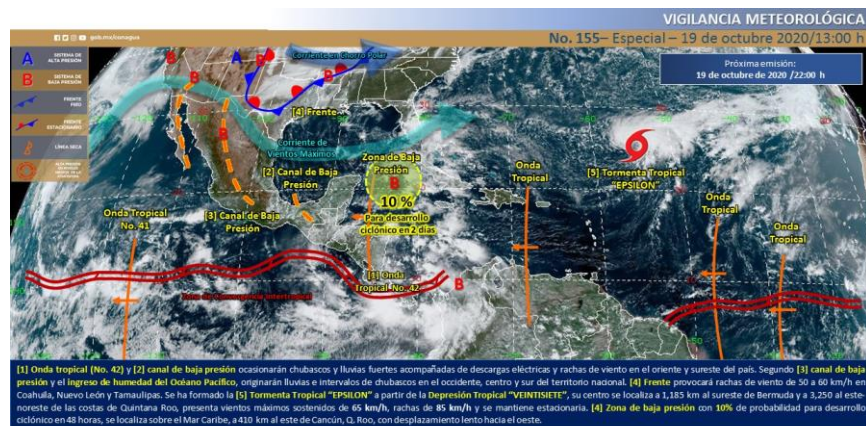 VIGILANCIA METEOROLÓGICA
gob.mx/conagua
No. 155– Especial – 19 de octubre 2020/13:00 h
Próxima emisión:
19 de octubre de 2020 /22:00 h
A
SISTEMA DE
ALTA PRESIÓN
B
SISTEMA DE
BAJA PRESIÓN
FRENTE
FRÍO
FRENTE
ESTACIONARIO
LÍNEA SECA
B
A
B
B
B
B
Corriente en Chorro Polar
[4] Frente
Corriente de
Vientos Máximos
[2] Canal de Baja
Presión
Zona de Baja
Presión
B
10 %
Para desarrollo
ciclónico en 2 días
Onda
Tropical
[5] Tormenta Tropical
"EPSILON"
Onda
Tropical
Onda
Tropical
Onda Tropical
No. 41
[3] Canal de Baja
Presión
[1] Onda
Tropical No. 42
B
Zona de Convergencia Intertropical
[1] Onda tropical (No. 42) y [2] canal de baja presión ocasionarán chubascos y lluvias fuertes acompañadas de descargas eléctricas y rachas de viento en el oriente y sureste del país. Segundo [3] canal de baja
presión y el ingreso de humedad del Océano Pacífico, originarán lluvias e intervalos de chubascos en el occidente, centro y sur del territorio nacional. [4] Frente provocará rachas de viento de 50 a 60 km/h en
Coahuila, Nuevo León y Tamaulipas. Se ha formado la [5] Tormenta Tropical "EPSILON" a partir de la Depresión Tropical "VEINTISIETE", su centro se localiza a 1,185 km al sureste de Bermuda y a 3,250 al este-
noreste de las costas de Quintana Roo, presenta vientos máximos sostenidos de 65 km/h, rachas de 85 km/h y se mantiene estacionaria. [4] Zona de baja presión con 10% de probabilidad para desarrollo
ciclónico en 48 horas, se localiza sobre el Mar Caribe, a 410 km al este de Cancún, Q. Roo, con desplazamiento lento hacia el oeste.